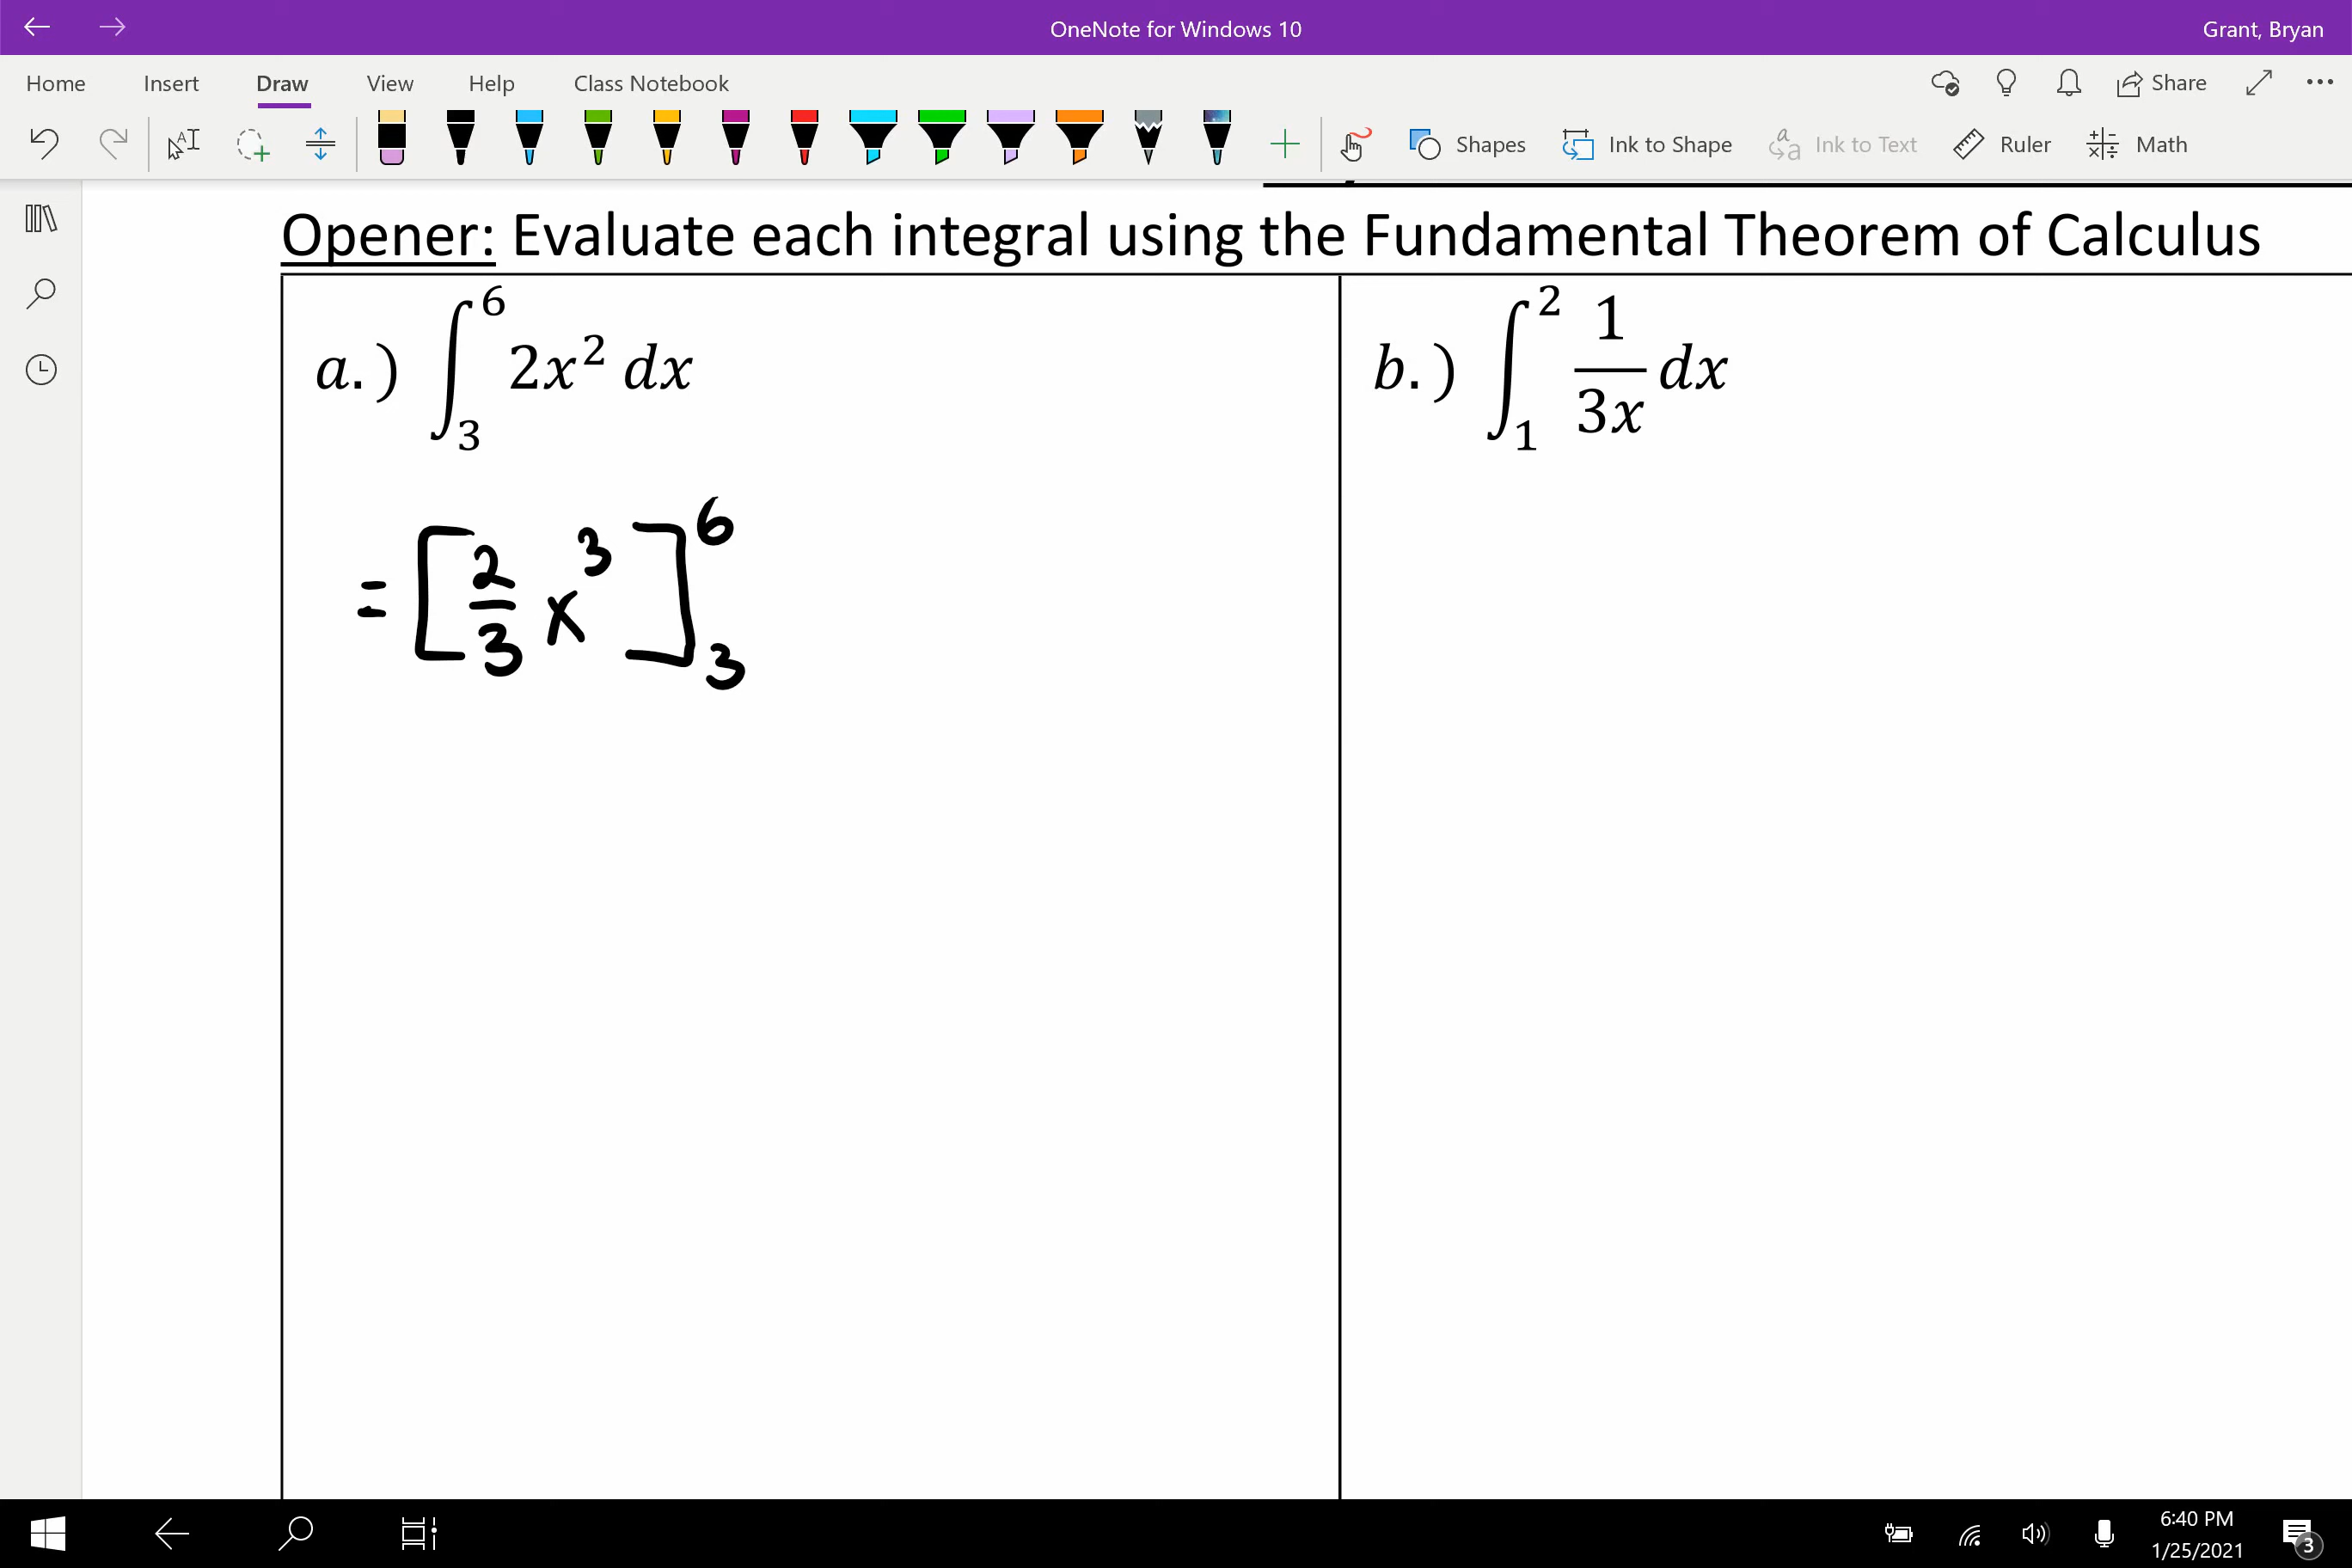 OneNote for Windows 10
Grant, Bryan
Home Insert Draw View Help Class Notebook Share
Shapes Ink to Shape Ink to Text Ruler Math
Opener: Evaluate each integral using the Fundamental Theorem of Calculus
a.) ∫₃⁶ 2x² dx
= [2/3 x³]₃⁶
b.) ∫₁² 1/3x dx
6:40 PM
1/25/2021
3